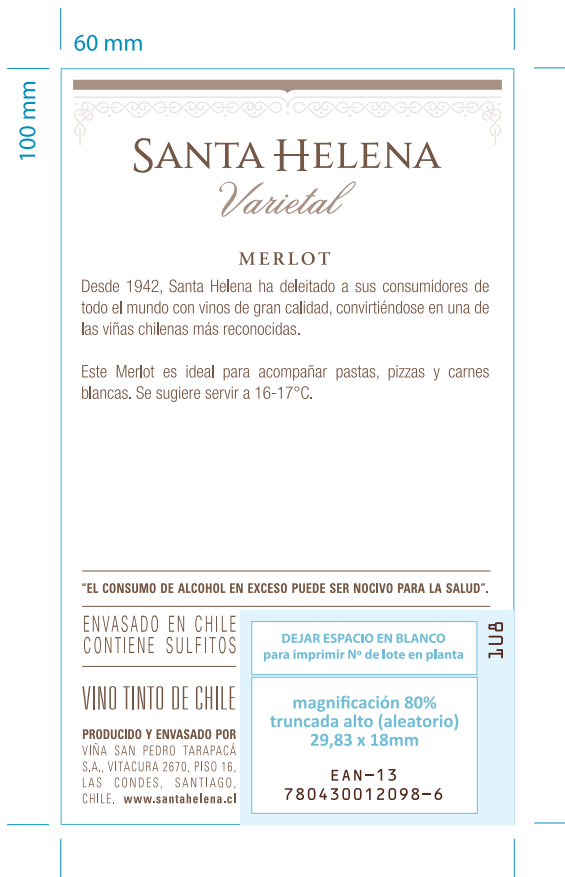 60 mm
100 mm
SANTA HELENA
Varietal
MERLOT
Desde 1942, Santa Helena ha deleitado a sus consumidores de
todo el mundo con vinos de gran calidad, convirtiéndose en una de
las viñas chilenas más reconocidas.
Este Merlot es ideal para acompañar pastas, pizzas y carnes
blancas. Se sugiere servir a 16-17°C.
“EL CONSUMO DE ALCOHOL EN EXCESO PUEDE SER NOCIVO PARA LA SALUD”.
ENVASADO EN CHILE
CONTIENE SULFITOS
VINO TINTO DE CHILE
PRODUCIDO Y ENVASADO POR
VIÑA SAN PEDRO TARAPACÁ
S.A., VITACURA 2670, PISO 16,
LAS CONDES, SANTIAGO,
CHILE. www.santahelena.cl
DEJAR ESPACIO EN BLANCO
para imprimir Nº de lote en planta
1U8
magnificación 80%
truncada alto (aleatorio)
29,83 x 18mm
EAN-13
780430012098-6